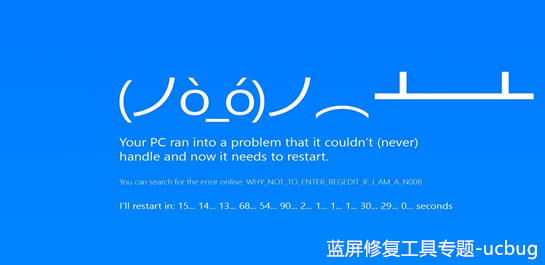 (ノò_ó)ノ︵┻━┻
Your PC ran into a problem that it couldn't (never)
handle and now it needs to restart.
You can search for the error online: WHY_NOT_TO_ENTER_REGEDIT_IF_I_AM_A_N00B
I'll restart in: 15... 14... 13... 68... 54... 90... 2... 1... 1... 1... 30... 29... 0... seconds
蓝屏修复工具专题-ucbug